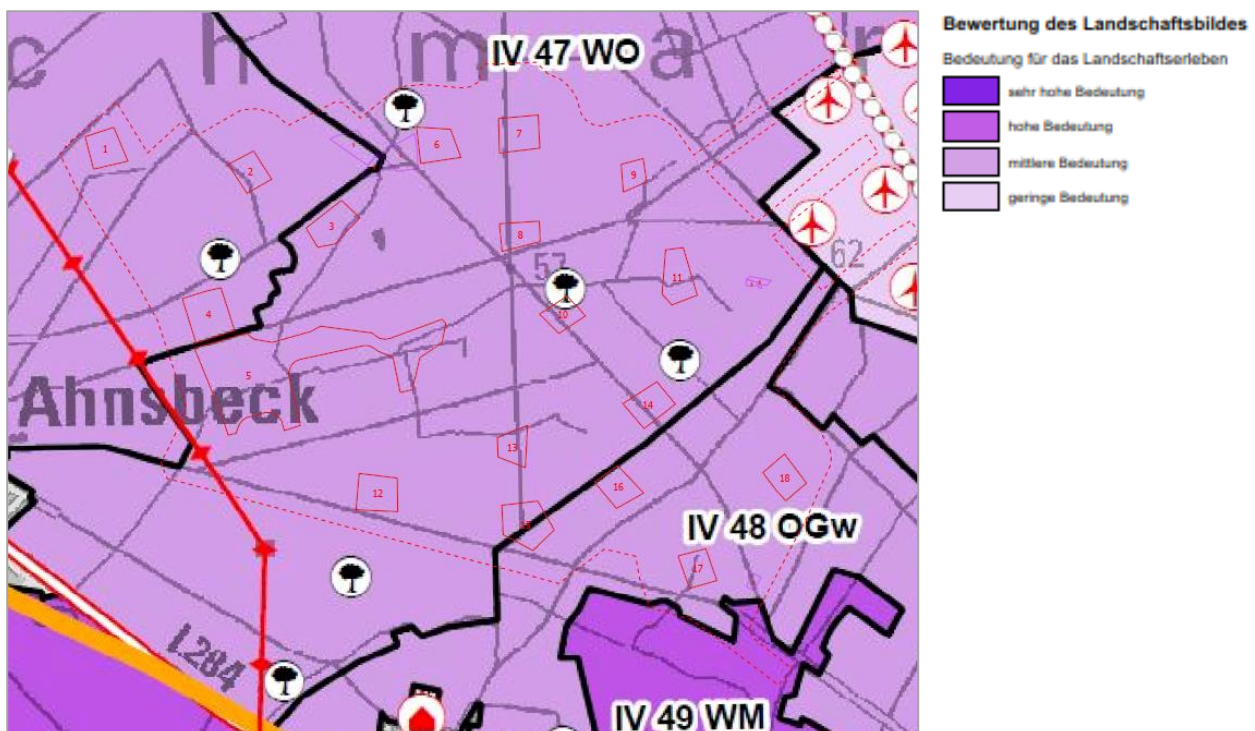 c h m a
IV 47 WO
1
2
3
4
5
6
7
8
9
10
11
12
13
14
16
17
18
57
62
Ahnsbeck
IV 48 OGw
L284
IV 49 WM
Bewertung des Landschaftsbildes
Bedeutung für das Landschaftserleben
sehr hohe Bedeutung
hohe Bedeutung
mittlere Bedeutung
geringe Bedeutung